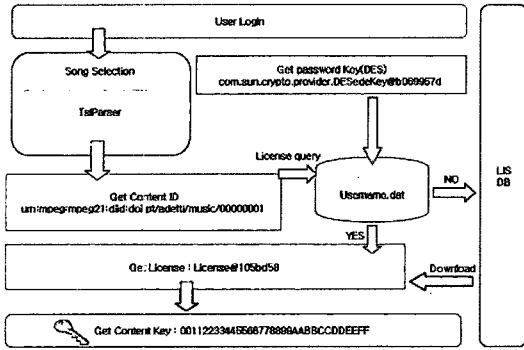 User Login
Song Selection
TslParser
Get password Key(DES)
com.sun.crypto.provider.DESedeKey@b069957d
License query
Get Content ID
urn:mpeg:mpeg21:diid:doi pt/adetti/music/00000001
Username.dat
NO
LIS
DB
YES
Get License : License@105bd58
Download
Get Content Key : 00112233445566778899AABBCCDDEEFF